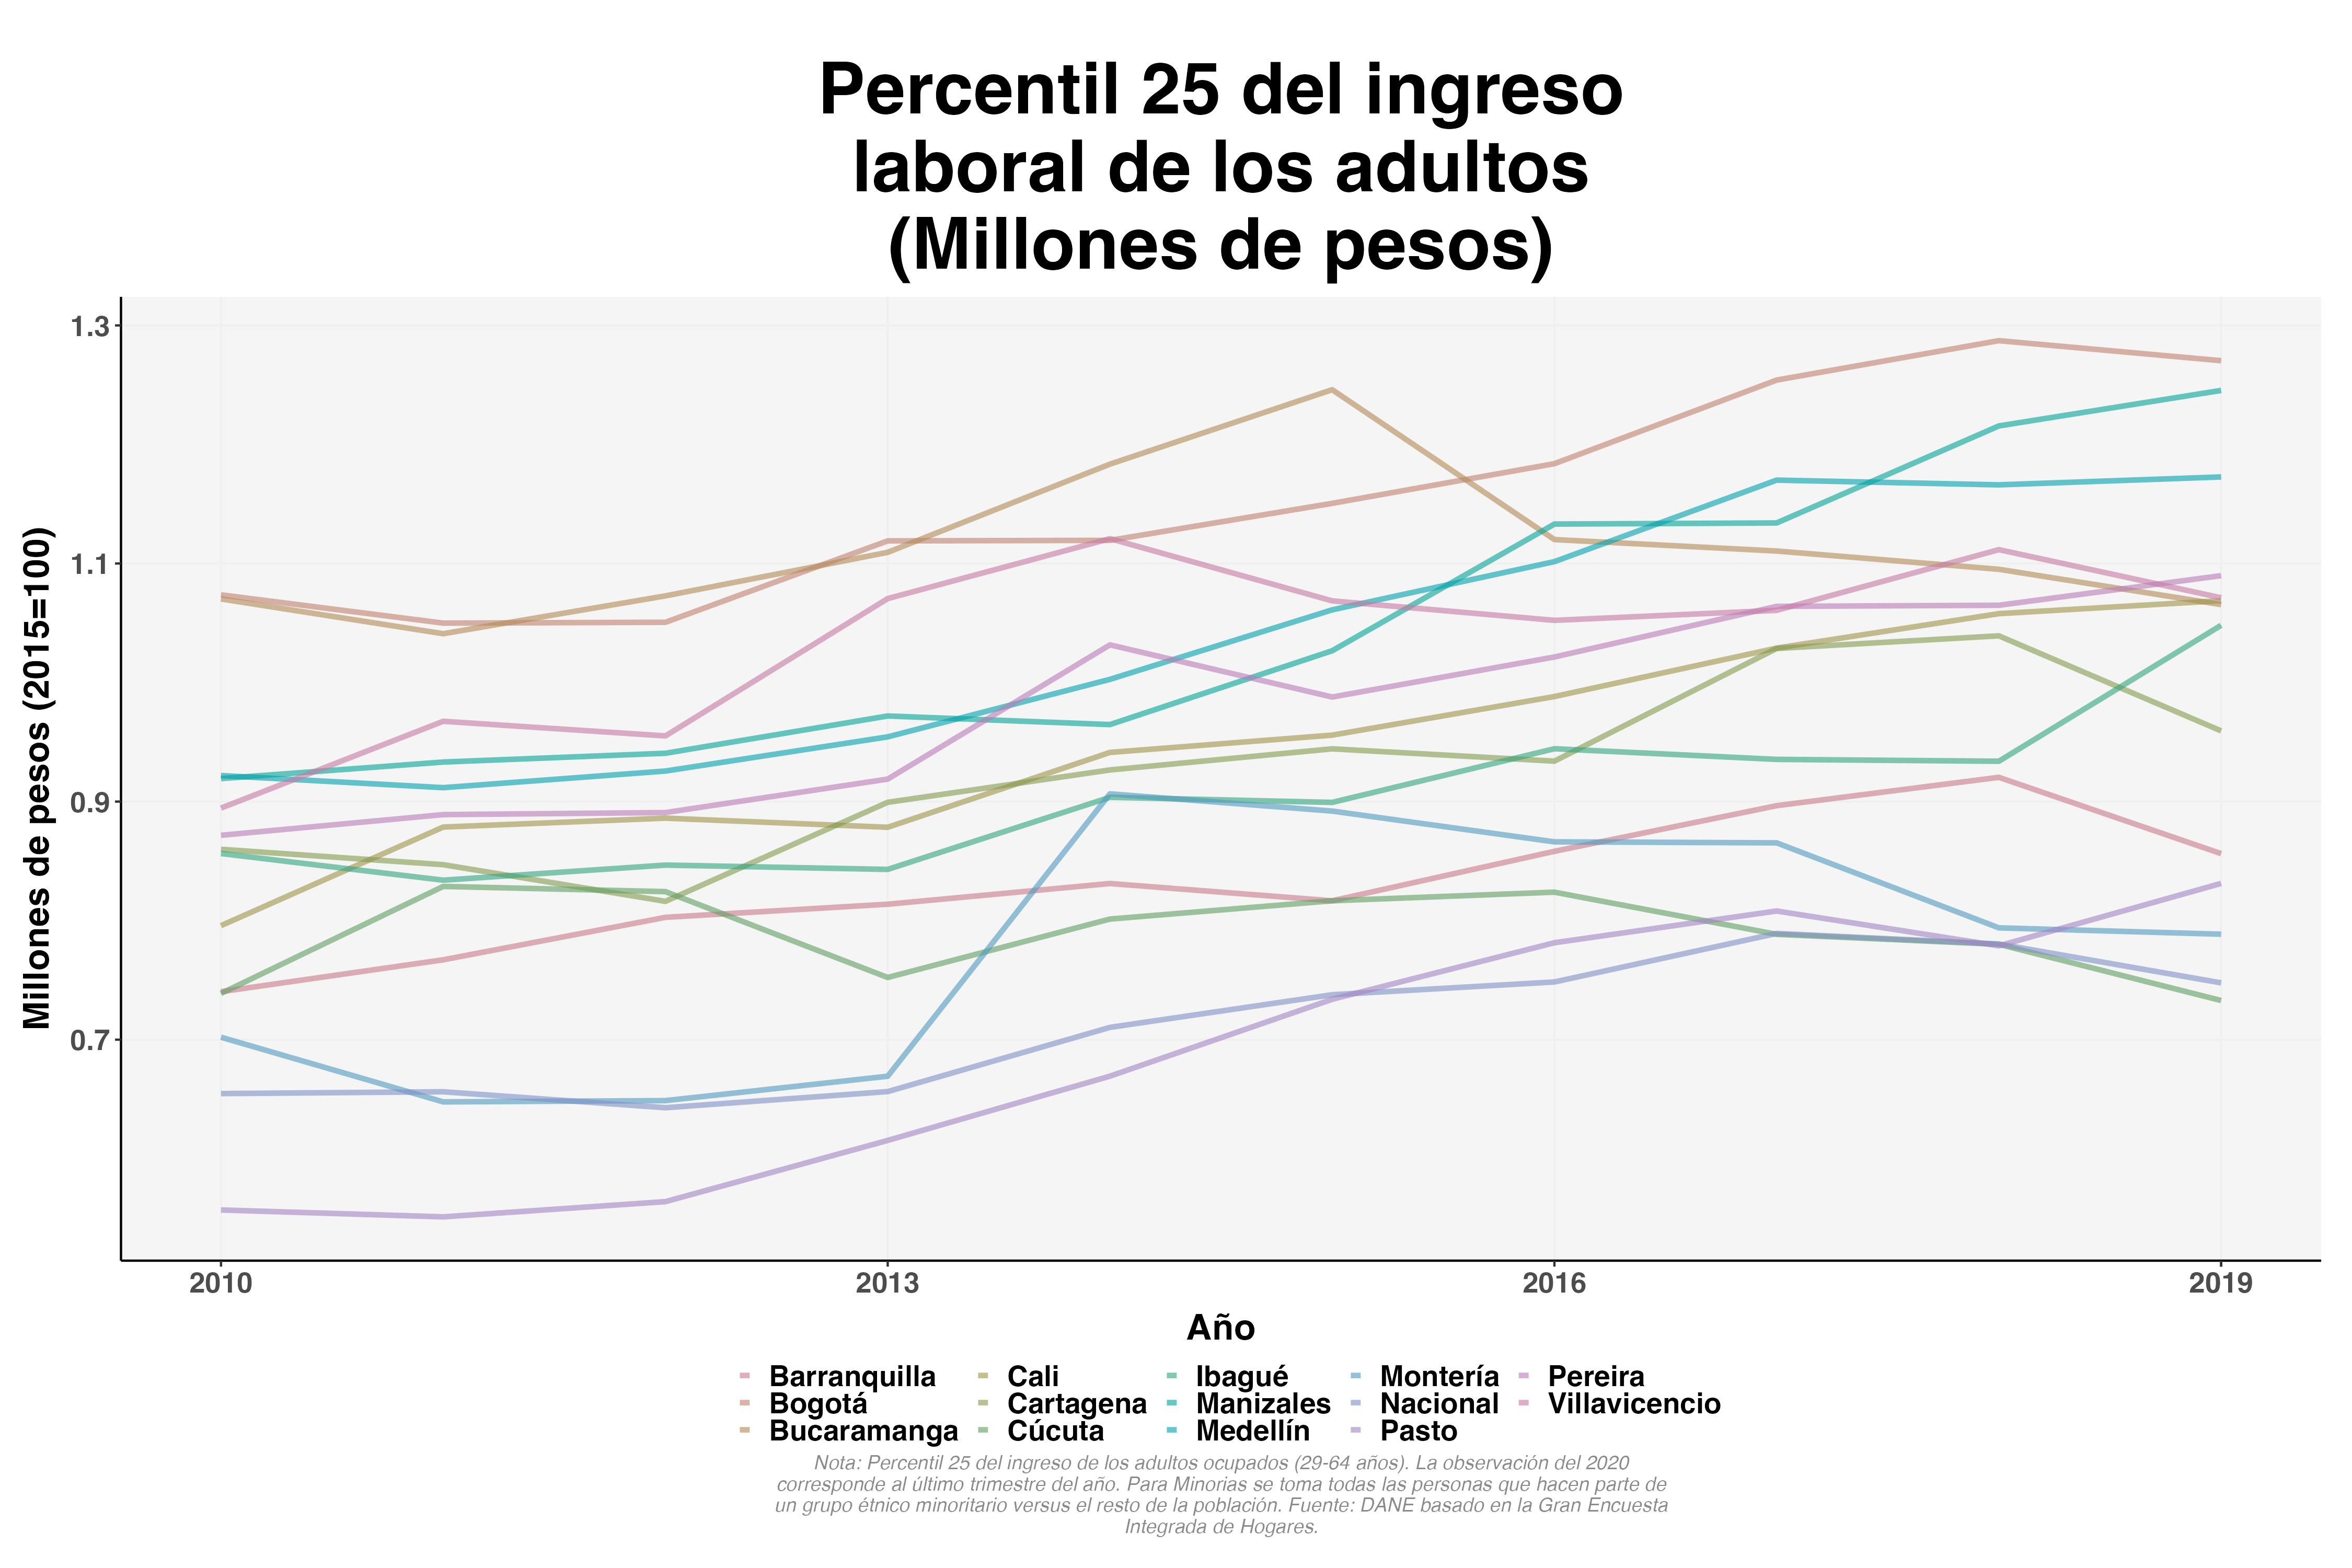 Percentil 25 del ingreso
laboral de los adultos
(Millones de pesos)
Millones de pesos (2015=100)
1.3
1.1
0.9
0.7
2010
2013
2016
2019
Año
Barranquilla
Bogotá
Bucaramanga
Cali
Cartagena
Cúcuta
Ibagué
Manizales
Medellín
Montería
Nacional
Pasto
Pereira
Villavicencio
Nota: Percentil 25 del ingreso de los adultos ocupados (29-64 años). La observación del 2020
corresponde al último trimestre del año. Para Minorias se toma todas las personas que hacen parte de
un grupo étnico minoritario versus el resto de la población. Fuente: DANE basado en la Gran Encuesta
Integrada de Hogares.